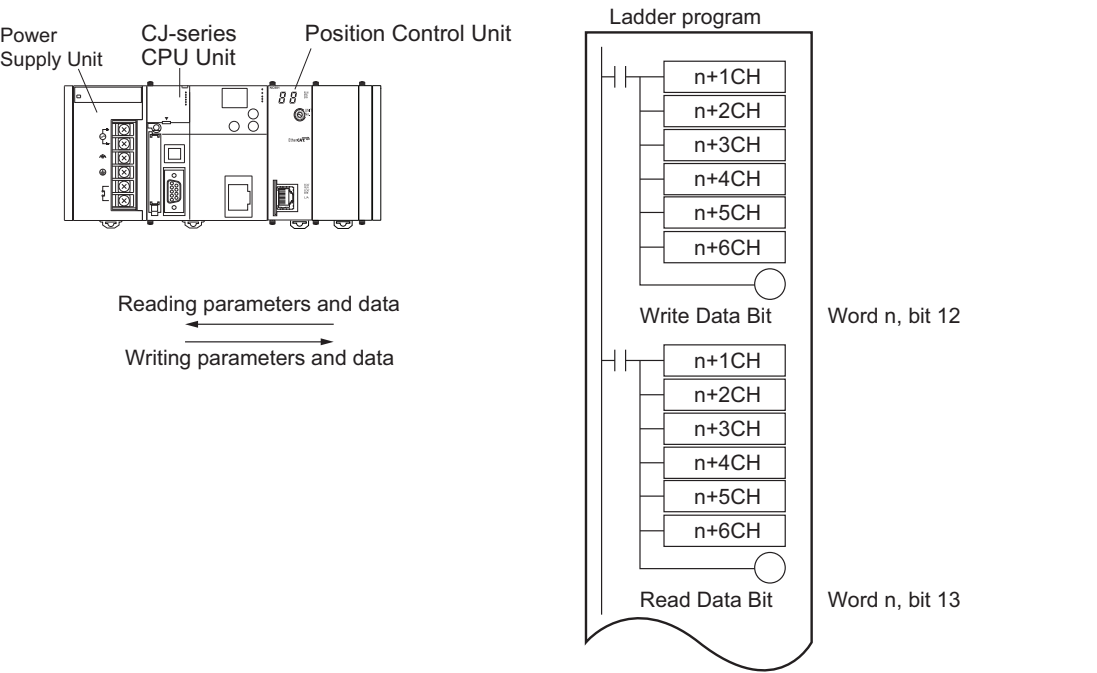 Power
Supply Unit
CJ-series
CPU Unit
Position Control Unit
Reading parameters and data
Writing parameters and data
Ladder program
n+1CH
n+2CH
n+3CH
n+4CH
n+5CH
n+6CH
Write Data Bit
Word n, bit 12
n+1CH
n+2CH
n+3CH
n+4CH
n+5CH
n+6CH
Read Data Bit
Word n, bit 13